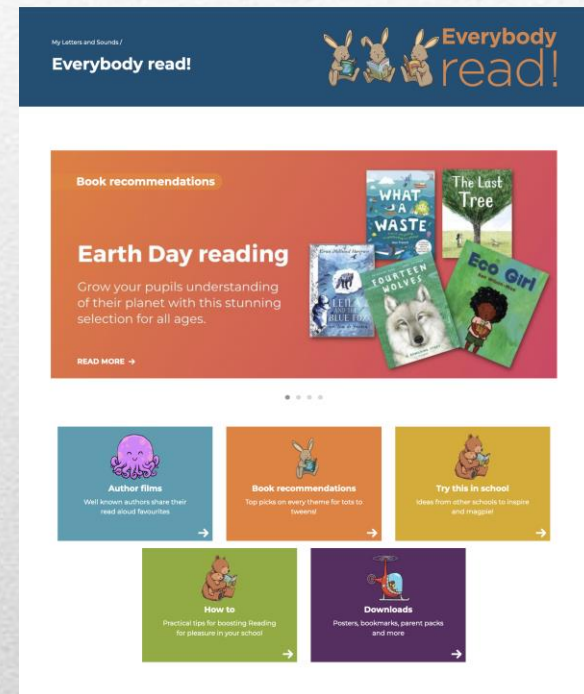 My Letters and Sounds /
Everybody read!
Everybody
read!
Book recommendations
Earth Day reading
Grow your pupils understanding
of their planet with this stunning
selection for all ages.
READ MORE →
WHAT
A
WASTE
The Last
Tree
FOURTEEN
WOLVES
Eco Girl
Author films
Well known authors share their
read aloud favourites
Book recommendations
Top picks on every theme for tots to
tweens!
Try this in school
Ideas from other schools to inspire
and magpie!
How to
Practical tips for boosting Reading
for pleasure in your school
Downloads
Posters, bookmarks, parent packs
and more